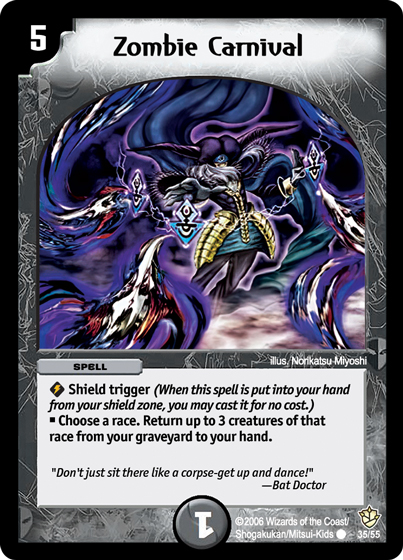 5
Zombie Carnival
illus. Norikatsu Miyoshi
SPELL
Shield trigger (When this spell is put into your hand
from your shield zone, you may cast it for no cost.)
▪ Choose a race. Return up to 3 creatures of that
race from your graveyard to your hand.
"Don't just sit there like a corpse-get up and dance!"
—Bat Doctor
1
©2006 Wizards of the Coast/
Shogakukan/Mitsui-Kids ● 35/55